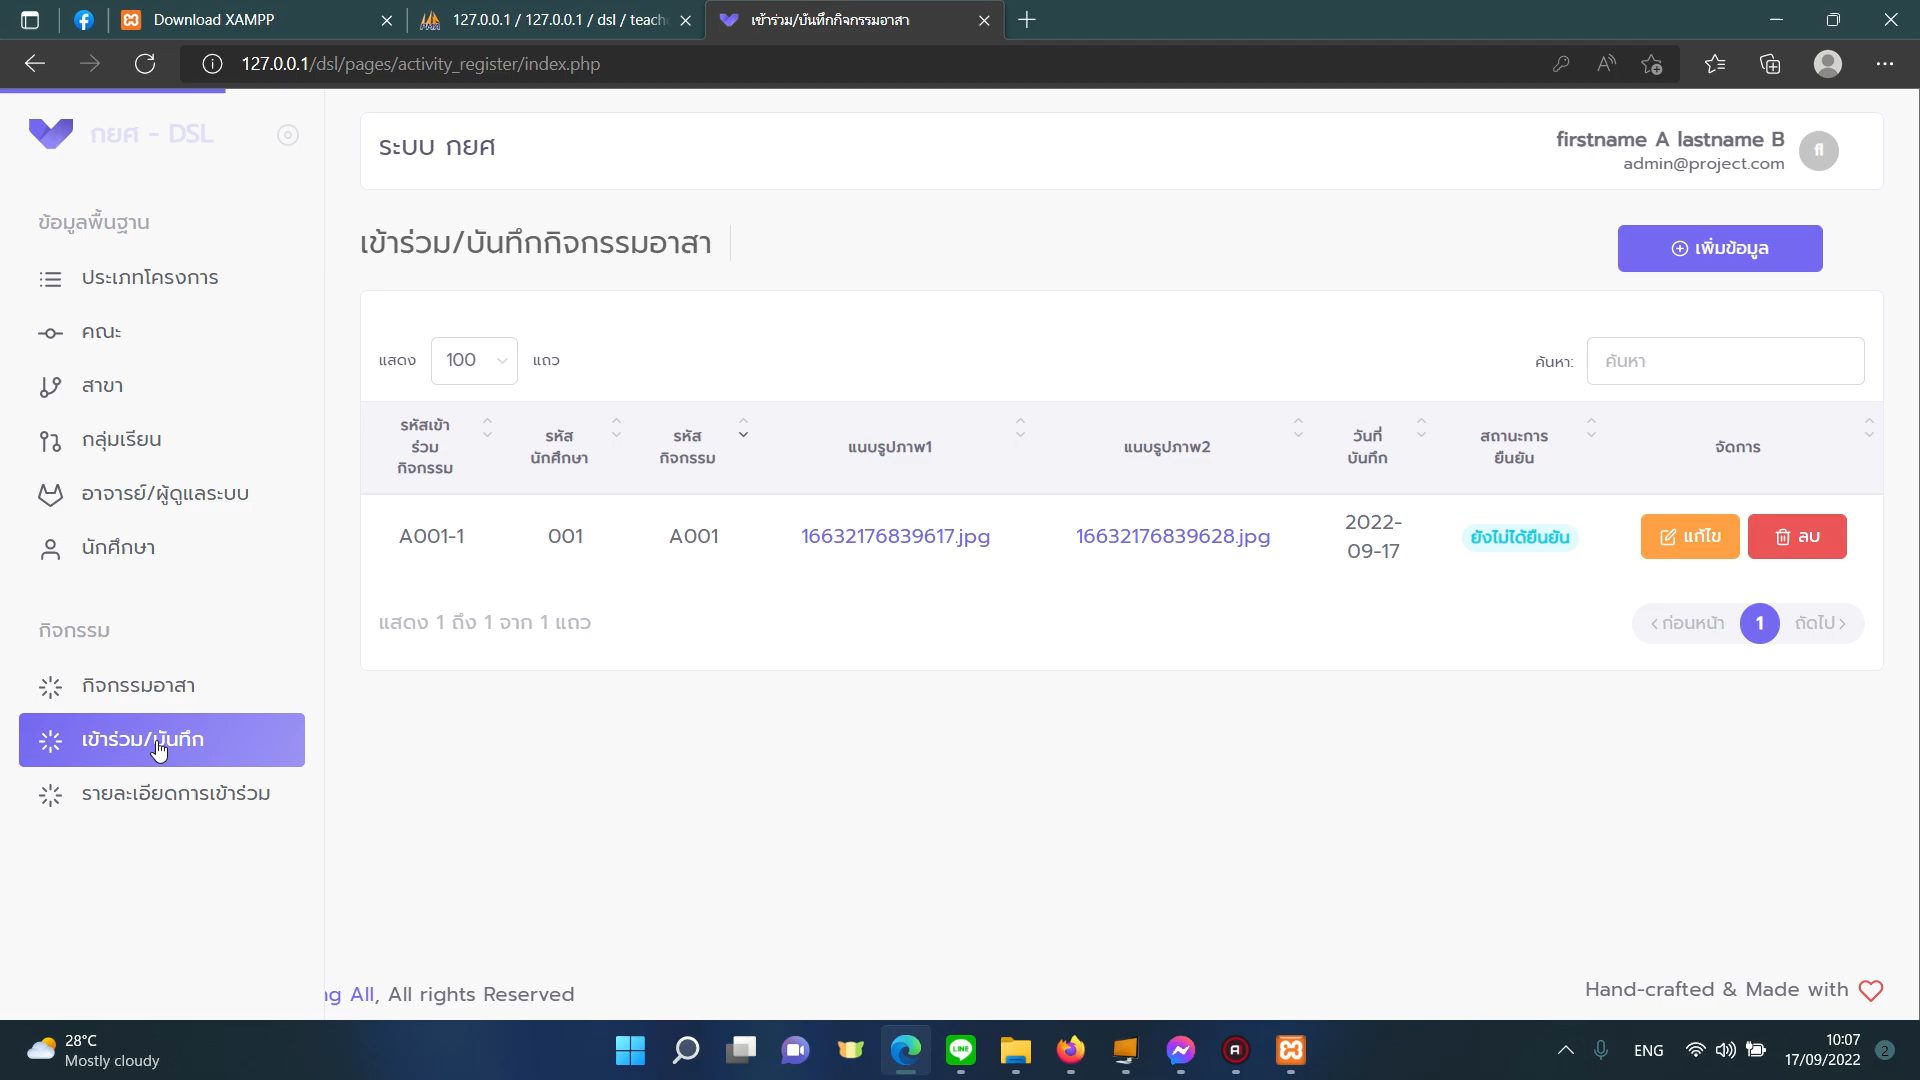 Download XAMPP
127.0.0.1 / 127.0.0.1 / dsl / teach
เข้าร่วม/บันทึกกิจกรรมอาสา
127.0.0.1/dsl/pages/activity_register/index.php
กยศ - DSL
ระบบ กยศ
firstname A lastname B
admin@project.com
fl
ข้อมูลพื้นฐาน
ประเภทโครงการ
คณะ
สาขา
กลุ่มเรียน
อาจารย์/ผู้ดูแลระบบ
นักศึกษา
กิจกรรม
กิจกรรมอาสา
เข้าร่วม/บันทึก
รายละเอียดการเข้าร่วม
เข้าร่วม/บันทึกกิจกรรมอาสา
เพิ่มข้อมูล
แสดง 100 แถว
ค้นหา: ค้นหา
รหัสเข้า
ร่วม
กิจกรรม
รหัส
นักศึกษา
รหัส
กิจกรรม
แนบรูปภาพ1
แนบรูปภาพ2
วันที่
บันทึก
สถานะการ
ยืนยัน
จัดการ
A001-1 001 A001 16632176839617.jpg 16632176839628.jpg
2022-
09-17
ยังไม่ได้ยืนยัน
แก้ไข
ลบ
แสดง 1 ถึง 1 จาก 1 แถว
ก่อนหน้า 1 ถัดไป
ng All, All rights Reserved
Hand-crafted & Made with
28°C
Mostly cloudy
LINE
ENG
10:07
17/09/2022
2